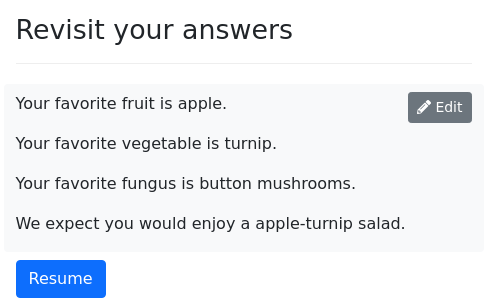 Revisit your answers
Your favorite fruit is apple.
Edit
Your favorite vegetable is turnip.
Your favorite fungus is button mushrooms.
We expect you would enjoy a apple-turnip salad.
Resume